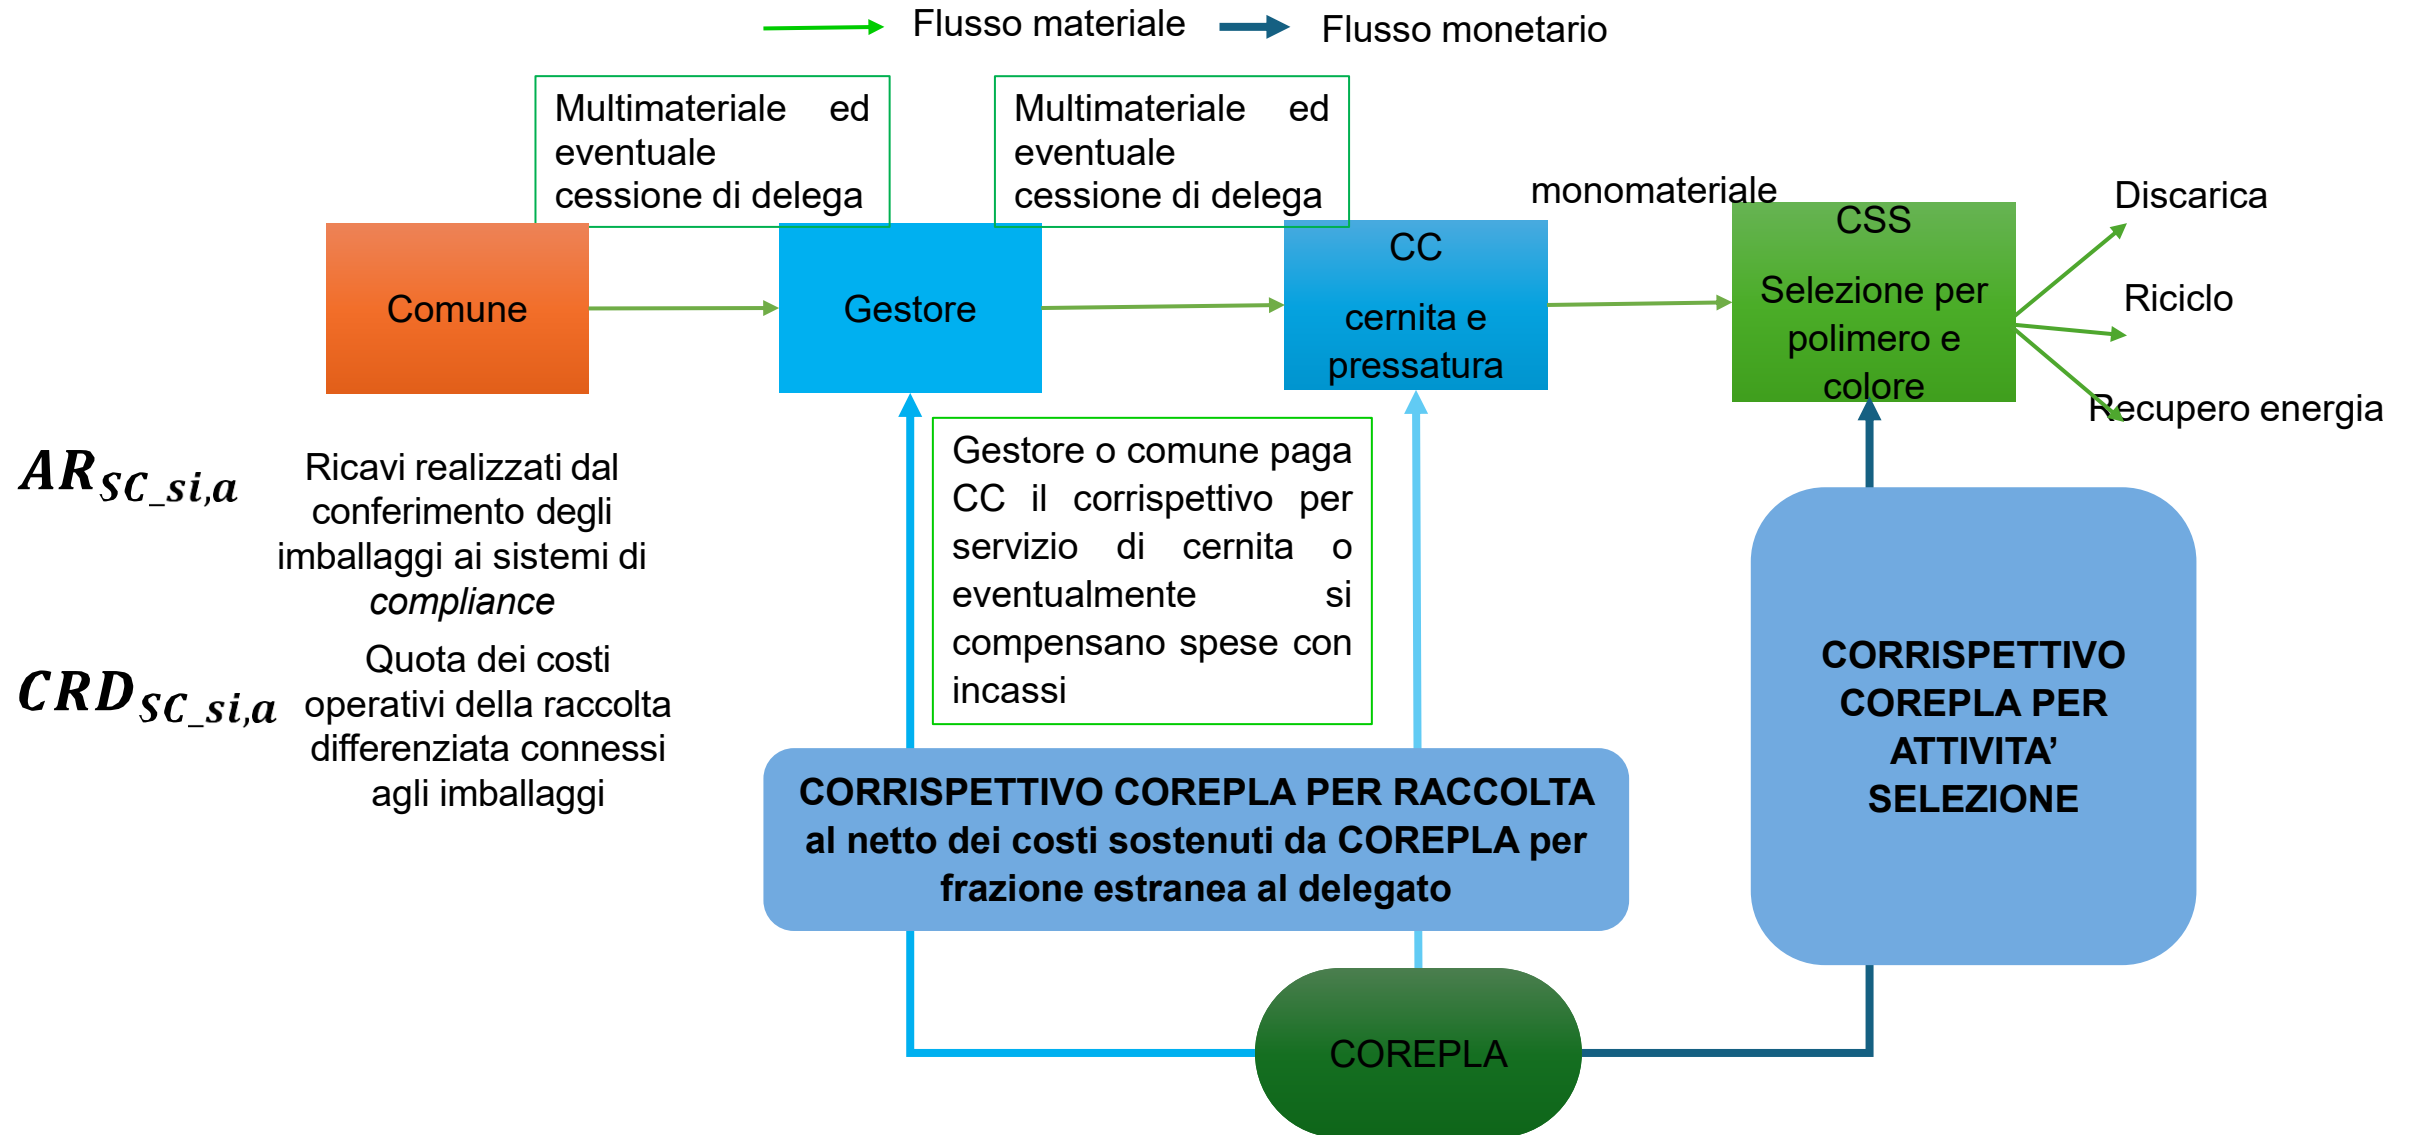 Flusso materiale
Flusso monetario
Multimateriale ed
eventuale
cessione di delega
Multimateriale ed
eventuale
cessione di delega
monomateriale
Comune
Gestore
CC
cernita e
pressatura
CSS
Selezione per
polimero e
colore
Discarica
Riciclo
Recupero energia
AR_{SC_si,a}
Ricavi realizzati dal
conferimento degli
imballaggi ai sistemi di
compliance
CRD_{SC_si,a}
Quota dei costi
operativi della raccolta
differenziata connessi
agli imballaggi
Gestore o comune paga
CC il corrispettivo per
servizio di cernita o
eventualmente si
compensano spese con
incassi
CORRISPETTIVO COREPLA PER RACCOLTA
al netto dei costi sostenuti da COREPLA per
frazione estranea al delegato
CORRISPETTIVO
COREPLA PER
ATTIVITA’
SELEZIONE
COREPLA